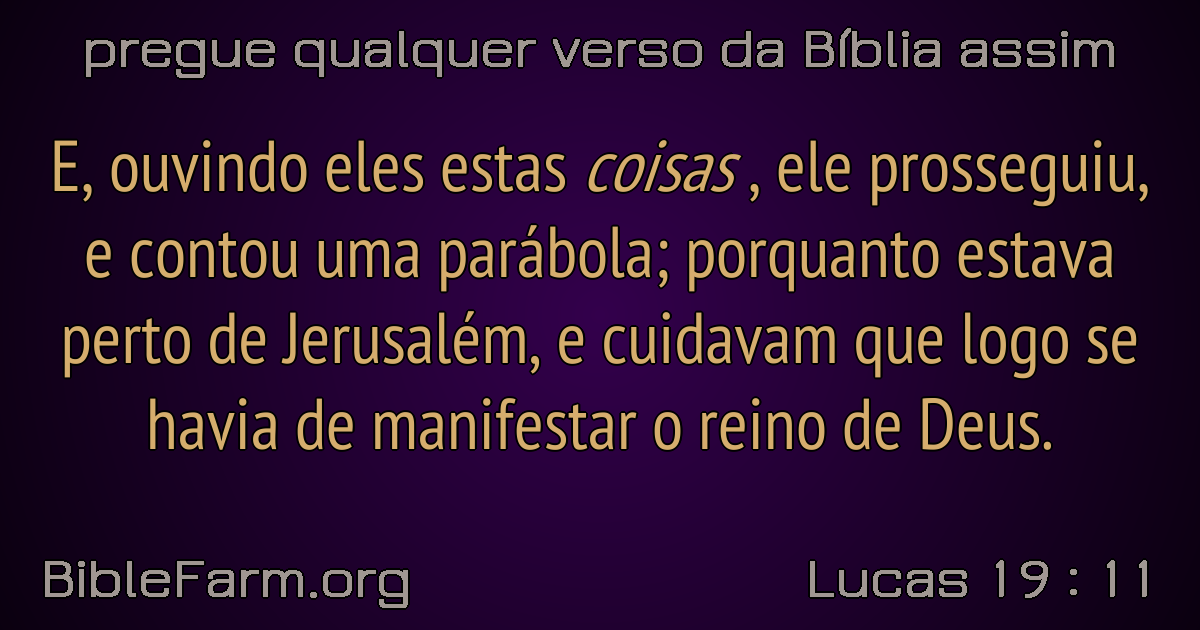 pregue qualquer verso da Bíblia assim
E, ouvindo eles estas coisas , ele prosseguiu,
e contou uma parábola; porquanto estava
perto de Jerusalém, e cuidavam que logo se
havia de manifestar o reino de Deus.
BibleFarm.org
Lucas 19 : 11